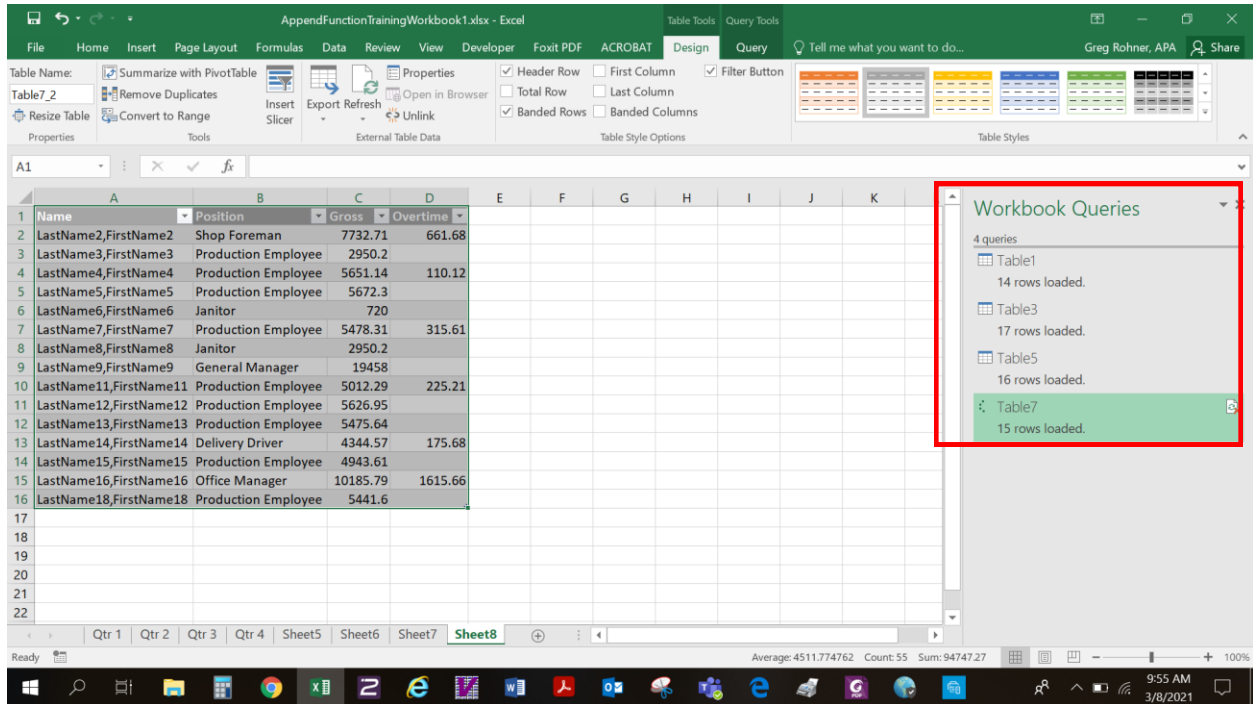 AppendFunctionTrainingWorkbook1.xlsx - Excel
Table Tools Query Tools
File Home Insert Page Layout Formulas Data Review View Developer Foxit PDF ACROBAT Design Query Tell me what you want to do... Greg Rohner, APA Share
Table Name: Summarize with PivotTable Properties Header Row First Column Filter Button
Table7_2 Remove Duplicates Insert Slicer Export Refresh Open in Browser Total Row Last Column
Resize Table Convert to Range Unlink Banded Rows Banded Columns
Properties Tools External Table Data Table Style Options Table Styles
A1 fx
A B C D E F G H I J K
1 Name Position Gross Overtime
2 LastName2,FirstName2 Shop Foreman 7732.71 661.68
3 LastName3,FirstName3 Production Employee 2950.2
4 LastName4,FirstName4 Production Employee 5651.14 110.12
5 LastName5,FirstName5 Production Employee 5672.3
6 LastName6,FirstName6 Janitor 720
7 LastName7,FirstName7 Production Employee 5478.31 315.61
8 LastName8,FirstName8 Janitor 2950.2
9 LastName9,FirstName9 General Manager 19458
10 LastName11,FirstName11 Production Employee 5012.29 225.21
11 LastName12,FirstName12 Production Employee 5626.95
12 LastName13,FirstName13 Production Employee 5475.64
13 LastName14,FirstName14 Delivery Driver 4344.57 175.68
14 LastName15,FirstName15 Production Employee 4943.61
15 LastName16,FirstName16 Office Manager 10185.79 1615.66
16 LastName18,FirstName18 Production Employee 5441.6
17
18
19
20
21
22
Workbook Queries
4 queries
Table1
14 rows loaded.
Table3
17 rows loaded.
Table5
16 rows loaded.
Table7
15 rows loaded.
Qtr 1 Qtr 2 Qtr 3 Qtr 4 Sheet5 Sheet6 Sheet7 Sheet8
Ready Average: 4511.774762 Count: 55 Sum: 94747.27 100%
9:55 AM
3/8/2021